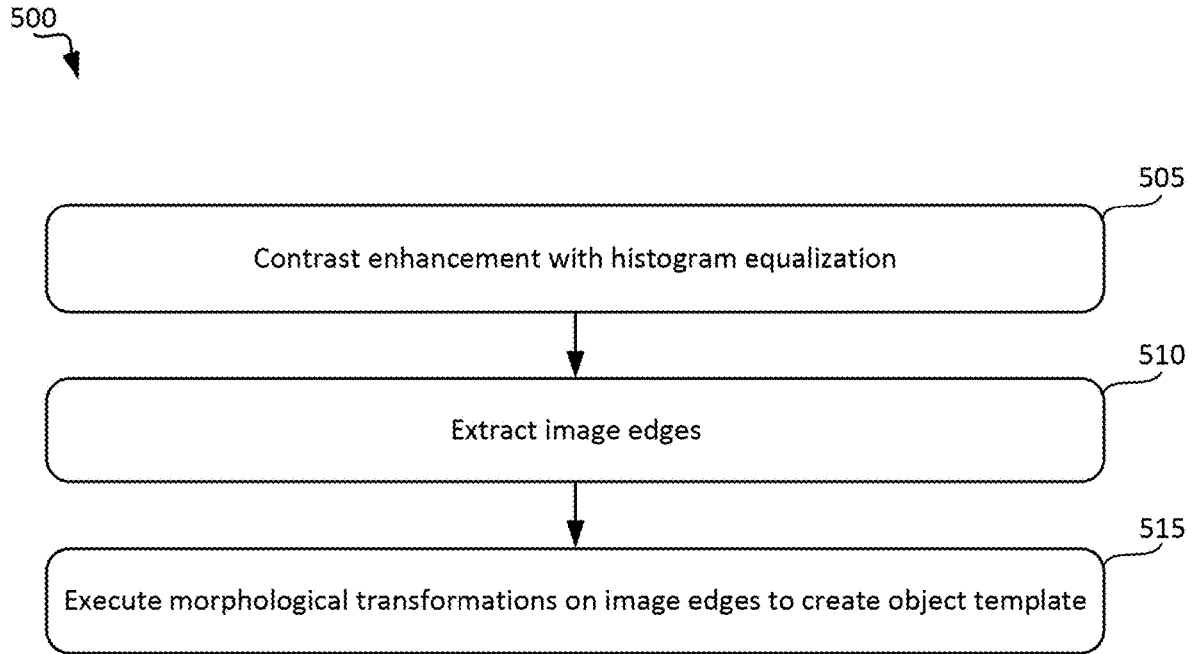 500
505
Contrast enhancement with histogram equalization
510
Extract image edges
515
Execute morphological transformations on image edges to create object template